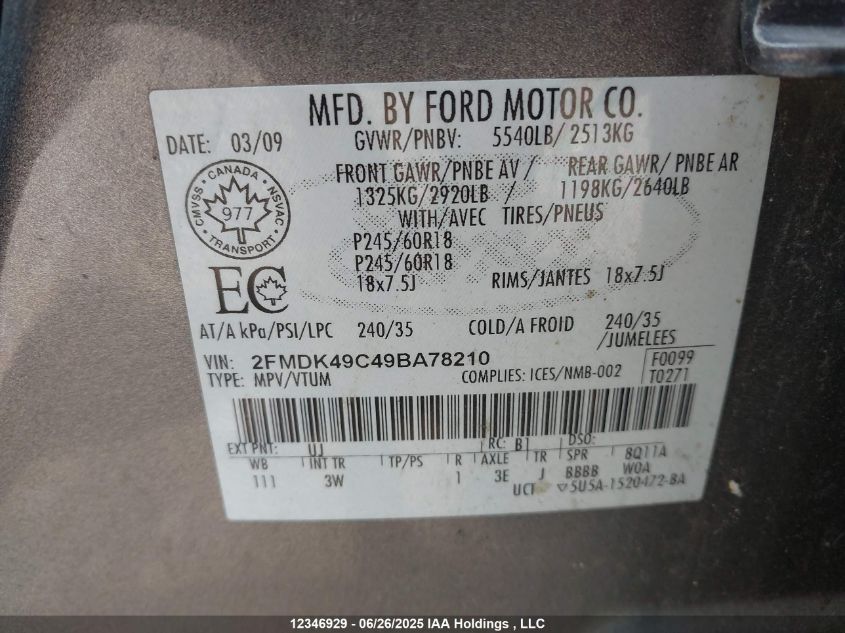 MFD. BY FORD MOTOR CO.
DATE: 03/09 GVWR/PNBV: 5540LB/ 2513KG
FRONT GAWR/PNBE AV / REAR GAWR/ PNBE AR
1325KG/2920LB / 1198KG/2640LB
WITH/AVEC TIRES/PNEUS
CANADA
CMVSS NSVAC
977
TRANSPORT
P245/60R18
P245/60R18
18x7.5J RIMS/JANTES 18x7.5J
EC
AT/A kPa/PSI/LPC 240/35 COLD/A FROID 240/35
/JUMELEES
VIN: 2FMDK49C49BA78210 F0099
TYPE: MPV/VTUM COMPLIES: ICES/NMB-002 T0271
EXT PNT: UJ RC: B1 DSO:
WB INT TR TP/PS R AXLE TR SPR 8Q11A
111 3W 1 3E J BBBB W0A
UCT 5U5A-1520472-BA
12346929 - 06/26/2025 IAA Holdings , LLC